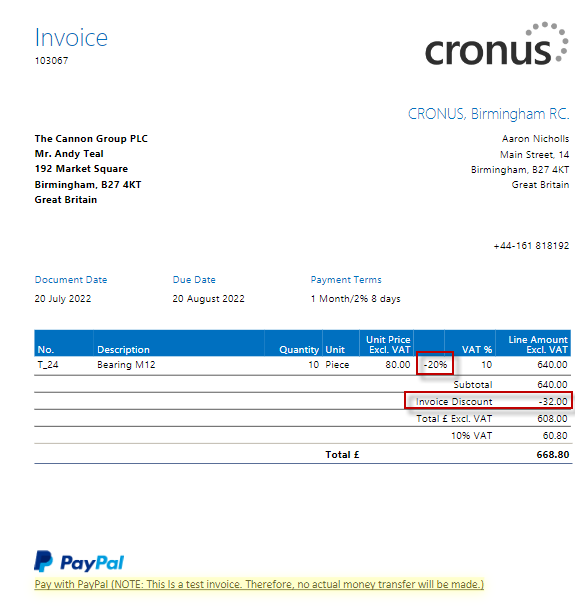 Invoice
103067
cronus
CRONUS, Birmingham RC.
The Cannon Group PLC
Mr. Andy Teal
192 Market Square
Birmingham, B27 4KT
Great Britain
Aaron Nicholls
Main Street, 14
Birmingham, B27 4KT
Great Britain
+44-161 818192
Document Date Due Date Payment Terms
20 July 2022 20 August 2022 1 Month/2% 8 days
No. Description Quantity Unit Unit Price Excl. VAT VAT % Line Amount Excl. VAT
T_24 Bearing M12 10 Piece 80.00 -20% 10 640.00
Subtotal 640.00
Invoice Discount -32.00
Total £ Excl. VAT 608.00
10% VAT 60.80
Total £ 668.80
PayPal
Pay with PayPal (NOTE: This Is a test invoice. Therefore, no actual money transfer will be made.)